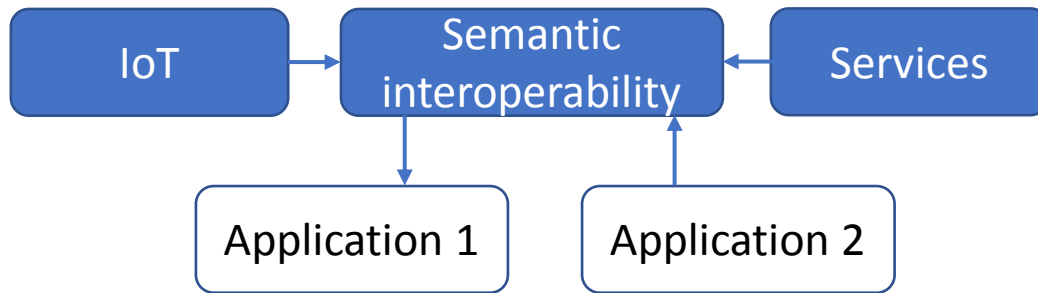 IoT
Semantic
interoperability
Services
Application 1
Application 2